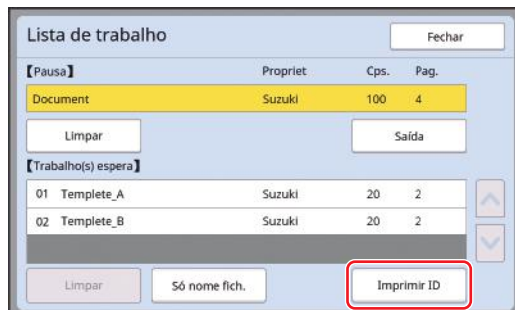 Lista de trabalho Fechar
【Pausa】 Propriet Cps. Pag.
Document Suzuki 100 4
Limpar Saída
【Trabalho(s) espera】
01 Templete_A Suzuki 20 2
02 Templete_B Suzuki 20 2
Limpar Só nome fich. Imprimir ID